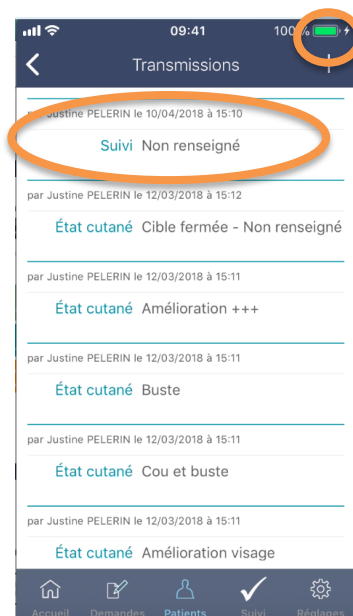 09:41
100 %
Transmissions
par Justine PELERIN le 10/04/2018 à 15:10
Suivi Non renseigné
par Justine PELERIN le 12/03/2018 à 15:12
État cutané Cible fermée - Non renseigné
par Justine PELERIN le 12/03/2018 à 15:11
État cutané Amélioration +++
par Justine PELERIN le 12/03/2018 à 15:11
État cutané Buste
par Justine PELERIN le 12/03/2018 à 15:11
État cutané Cou et buste
par Justine PELERIN le 12/03/2018 à 15:11
État cutané Amélioration visage
Accueil Demandes Patients Suivi Réglages